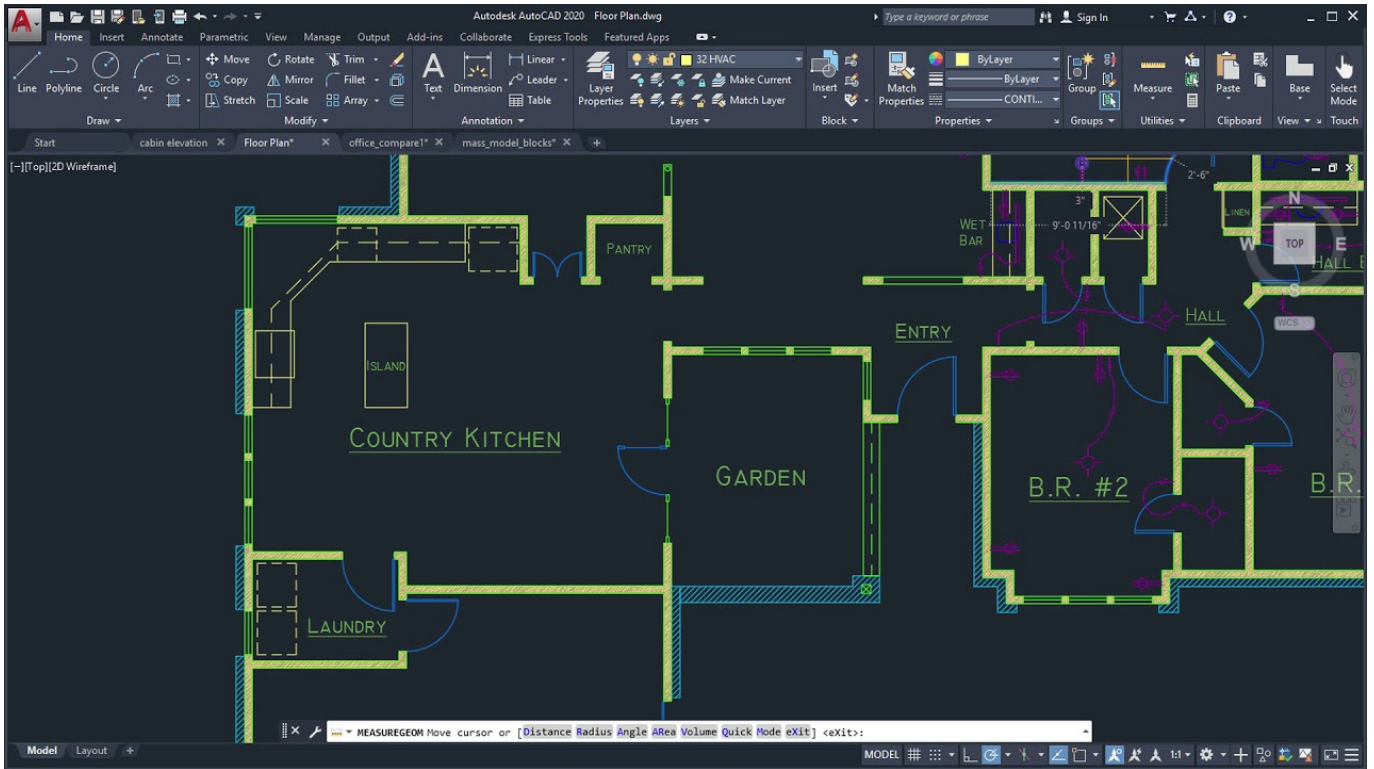 Autodesk AutoCAD 2020 Floor Plan.dwg
Type a keyword or phrase
Sign In
Home Insert Annotate Parametric View Manage Output Add-ins Collaborate Express Tools Featured Apps
Line Polyline Circle Arc
Move Rotate Trim
Copy Mirror Fillet
Stretch Scale Array
Text Dimension
Linear
Leader
Table
Layer Properties
32 HVAC
Make Current
Match Layer
Insert
Match Properties
ByLayer
ByLayer
CONTI...
Group
Measure
Paste
Base
Select Mode
Draw Modify Annotation Layers Block Properties Groups Utilities Clipboard View Touch
Start cabin elevation Floor Plan* office_compare1* mass_model_blocks*
[-][Top][2D Wireframe]
2'-6"
3"
9'-0 11/16"
PANTRY
WET
BAR
LINEN
N
W TOP E
S
HALL
WCS
HALL
ENTRY
ISLAND
COUNTRY KITCHEN
GARDEN
B.R. #2
B.R.
LAUNDRY
MEASUREGEOM Move cursor or [Distance Radius Angle ARea Volume Quick Mode eXit] <eXit>:
Model Layout
MODEL
1:1